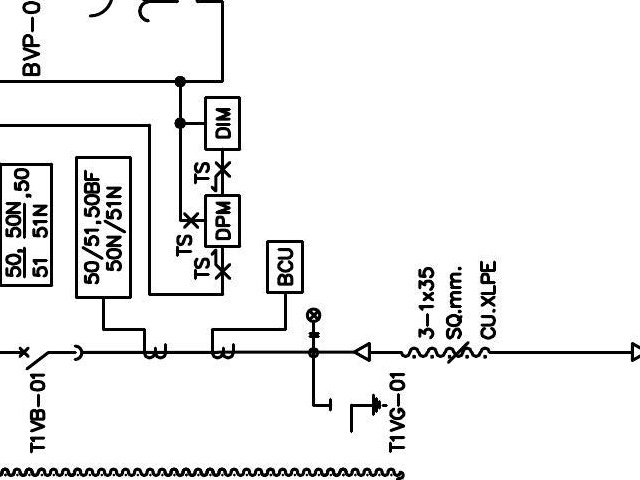 BVP-0
50, 50N ,50
51 51N
50/51,50BF
50N/51N
DIM
TS
TS
DPM
TS
BCU
3-1x35
SQ.mm.
CU.XLPE
T1VB-01
T1VG-01